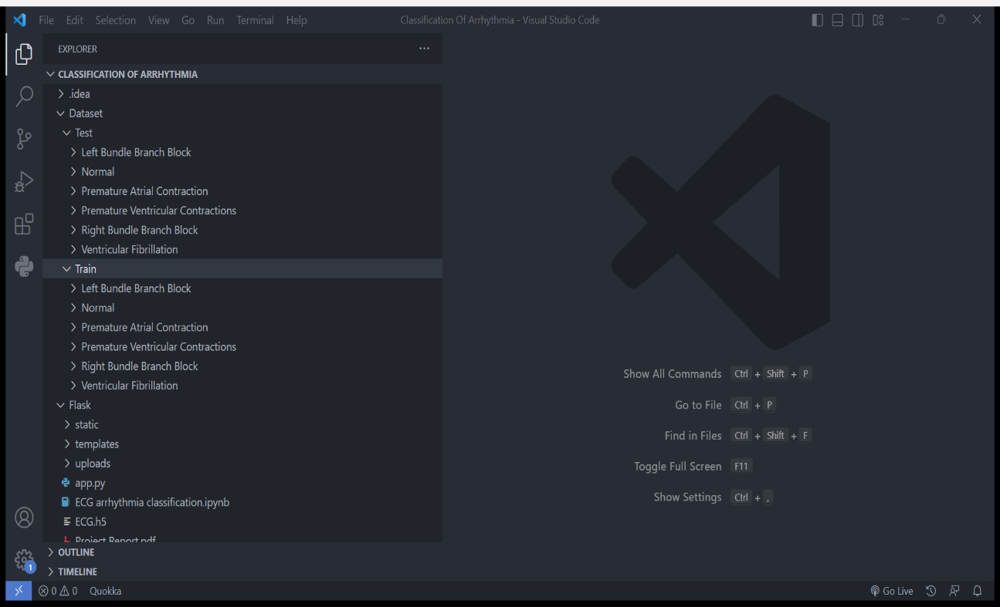 File Edit Selection View Go Run Terminal Help Classification Of Arrhythmia - Visual Studio Code
EXPLORER
CLASSIFICATION OF ARRHYTHMIA
.idea
Dataset
Test
Left Bundle Branch Block
Normal
Premature Atrial Contraction
Premature Ventricular Contractions
Right Bundle Branch Block
Ventricular Fibrillation
Train
Left Bundle Branch Block
Normal
Premature Atrial Contraction
Premature Ventricular Contractions
Right Bundle Branch Block
Ventricular Fibrillation
Flask
static
templates
uploads
app.py
ECG arrhythmia classification.ipynb
ECG.h5
Project Report.pdf
OUTLINE
TIMELINE
1
Show All Commands Ctrl + Shift + P
Go to File Ctrl + P
Find in Files Ctrl + Shift + F
Toggle Full Screen F11
Show Settings Ctrl + ,
0 0 Quokka Go Live